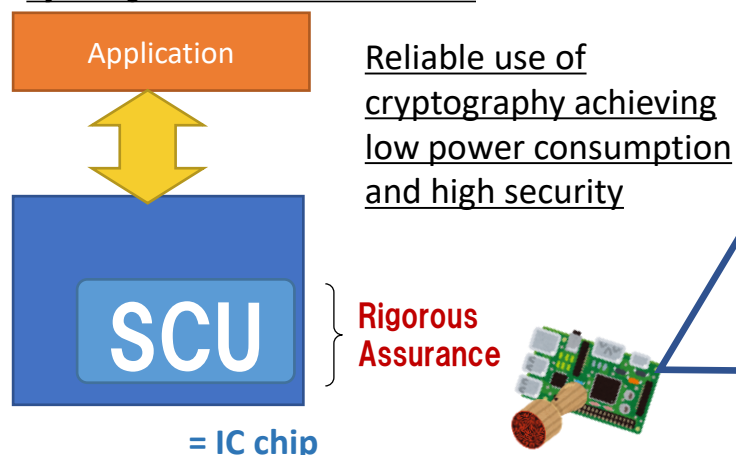 Application
Reliable use of
cryptography achieving
low power consumption
and high security
SCU
Rigorous
Assurance
= IC chip